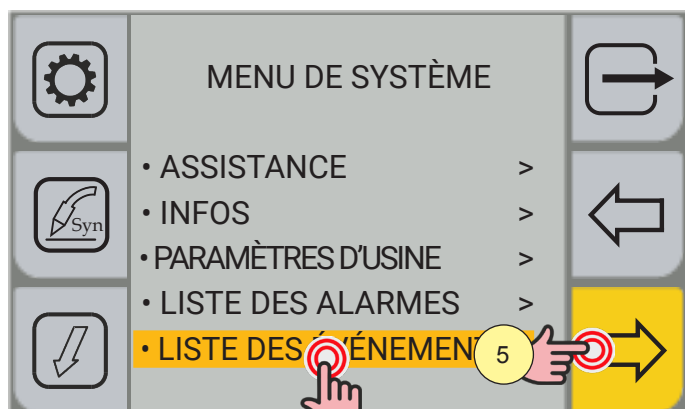 MENU DE SYSTÈME
• ASSISTANCE >
• INFOS >
• PARAMÈTRES D'USINE >
• LISTE DES ALARMES >
• LISTE DES
5
Syn